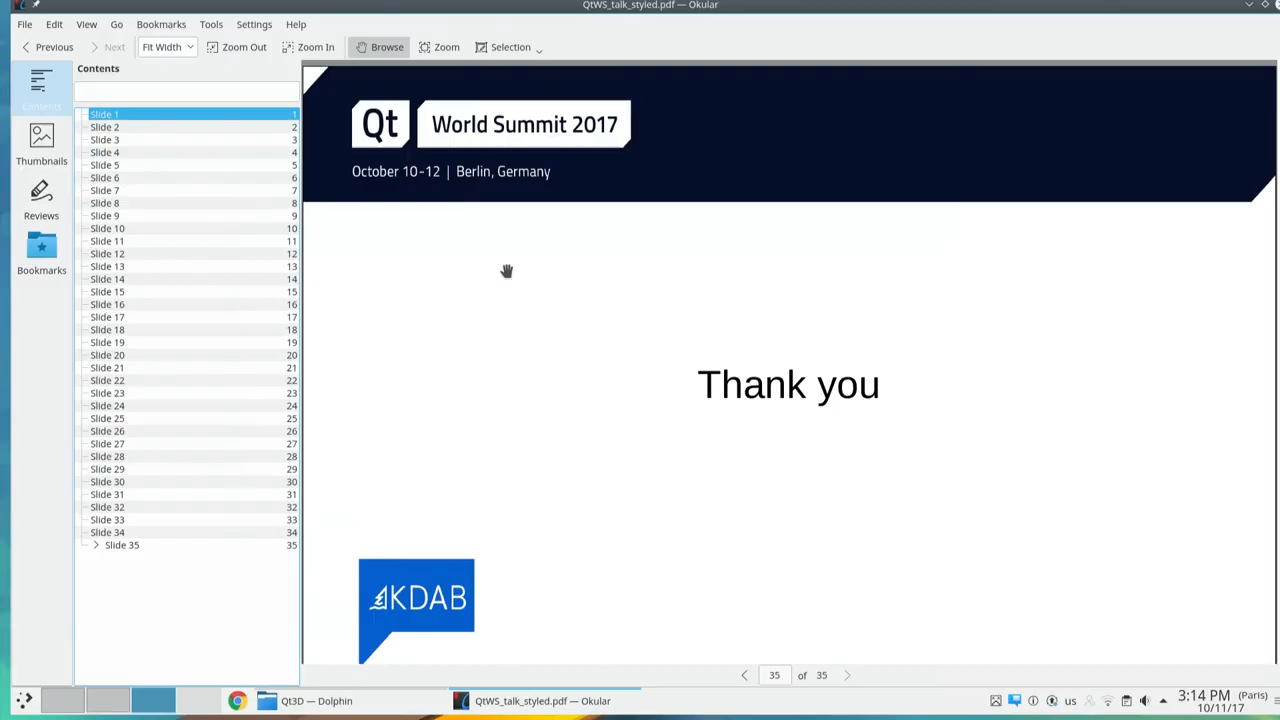 QtWS_talk_styled.pdf — Okular
File Edit View Go Bookmarks Tools Settings Help
Previous Next Fit Width Zoom Out Zoom In Browse Zoom Selection
Contents
Contents
Thumbnails
Reviews
Bookmarks
Slide 1 1
Slide 2 2
Slide 3 3
Slide 4 4
Slide 5 5
Slide 6 6
Slide 7 7
Slide 8 8
Slide 9 9
Slide 10 10
Slide 11 11
Slide 12 12
Slide 13 13
Slide 14 14
Slide 15 15
Slide 16 16
Slide 17 17
Slide 18 18
Slide 19 19
Slide 20 20
Slide 21 21
Slide 22 22
Slide 23 23
Slide 24 24
Slide 25 25
Slide 26 26
Slide 27 27
Slide 28 28
Slide 29 29
Slide 30 30
Slide 31 31
Slide 32 32
Slide 33 33
Slide 34 34
Slide 35 35
Qt World Summit 2017
October 10-12 | Berlin, Germany
Thank you
KDAB
35 of 35
Qt3D — Dolphin
QtWS_talk_styled.pdf — Okular
us
3:14 PM (Paris)
10/11/17